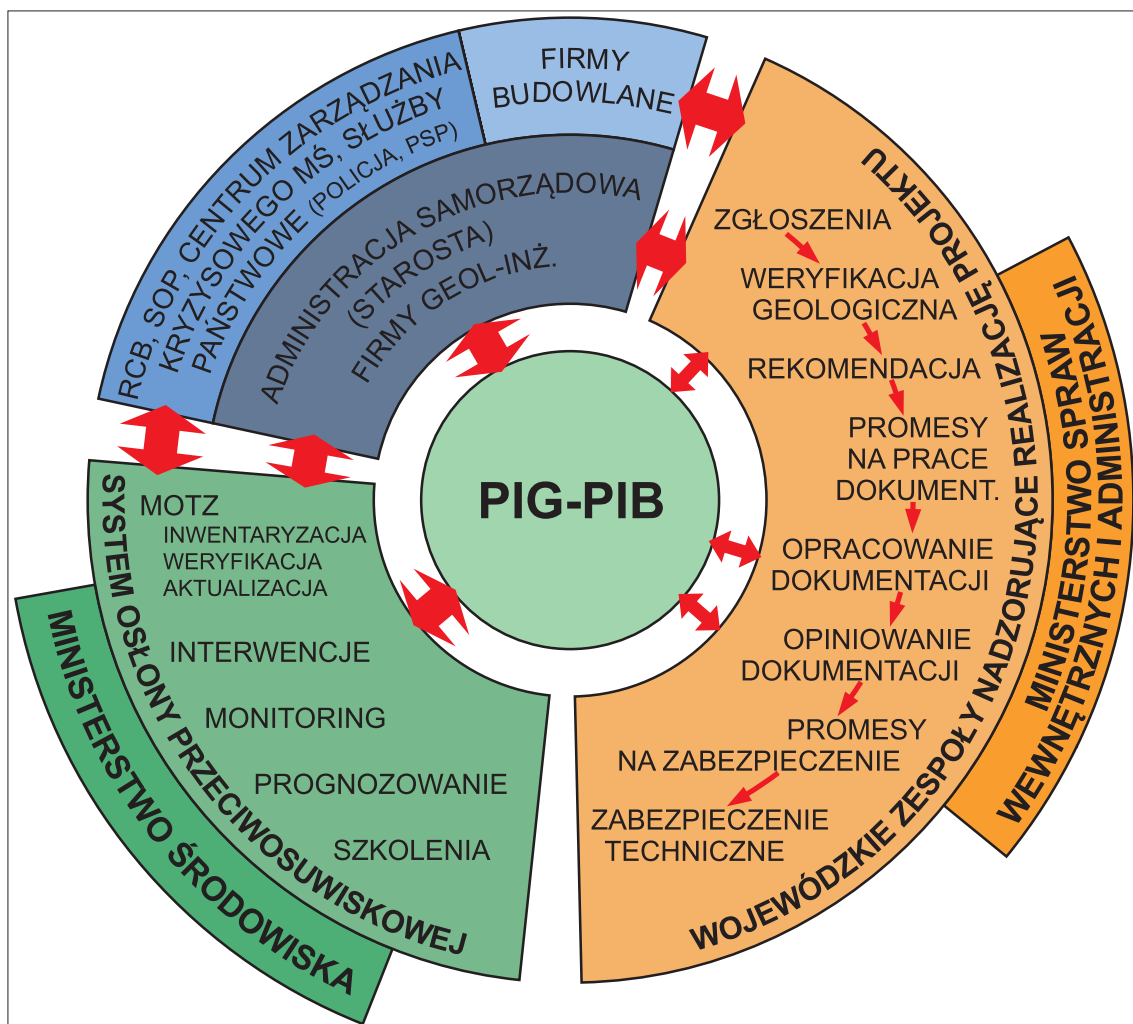 FIRMY
BUDOWLANE
RCB, SOP, CENTRUM ZARZĄDZANIA
KRYZYSOWEGO MŚ, SŁUŻBY
PAŃSTWOWE (POLICJA, PSP)
ADMINISTRACJA SAMORZĄDOWA
(STAROSTA)
FIRMY GEOL-INŻ.
PIG-PIB
ZGŁOSZENIA
WERYFIKACJA
GEOLOGICZNA
REKOMENDACJA
PROMESY
NA PRACE
DOKUMENT.
OPRACOWANIE
DOKUMENTACJI
OPINIOWANIE
DOKUMENTACJI
PROMESY
NA ZABEZPIECZENIE
ZABEZPIECZENIE
TECHNICZNE
WOJEWÓDZKIE ZESPOŁY NADZORUJĄCE REALIZACJĘ PROJEKTU
MINISTERSTWO SPRAW
WEWNĘTRZNYCH I ADMINISTRACJI
MOTZ
INWENTARYZACJA
WERYFIKACJA
AKTUALIZACJA
INTERWENCJE
MONITORING
PROGNOZOWANIE
SZKOLENIA
SYSTEM OSŁONY PRZECIWOSUWISKOWEJ
MINISTERSTWO ŚRODOWISKA